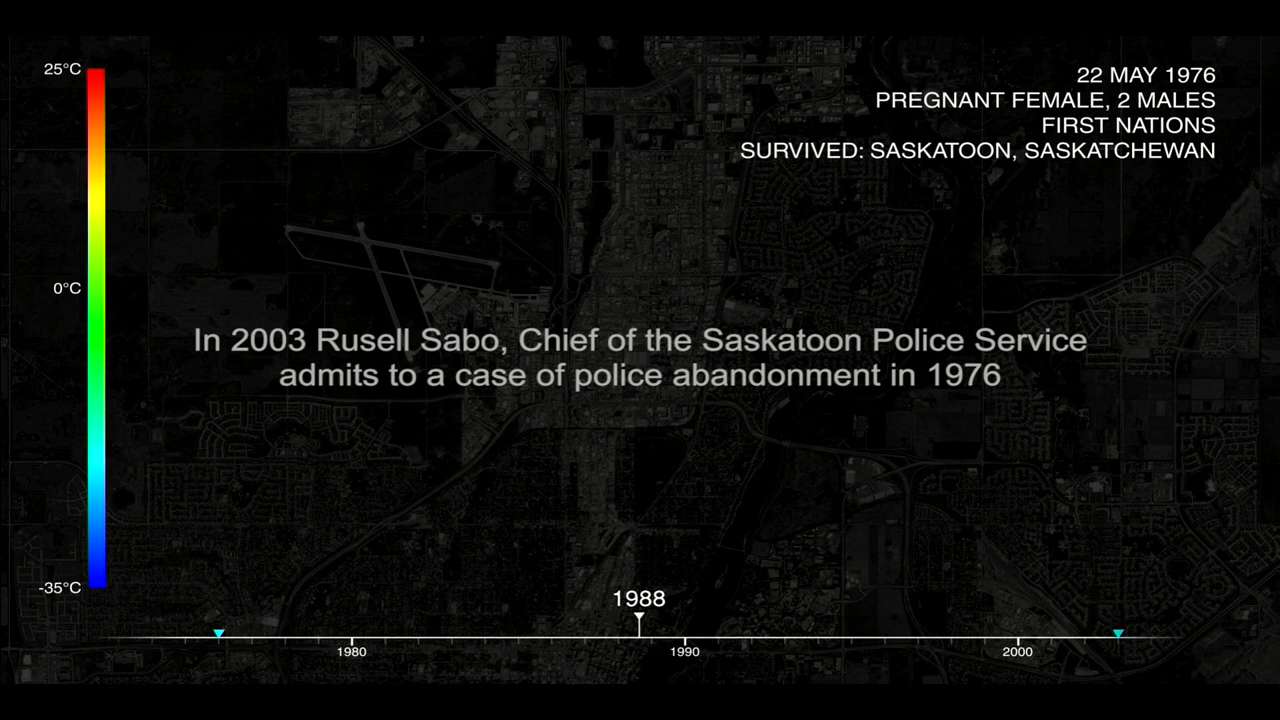 25°C
22 MAY 1976
PREGNANT FEMALE, 2 MALES
FIRST NATIONS
SURVIVED: SASKATOON, SASKATCHEWAN
0°C
In 2003 Rusell Sabo, Chief of the Saskatoon Police Service
admits to a case of police abandonment in 1976
-35°C
1988
1980
1990
2000